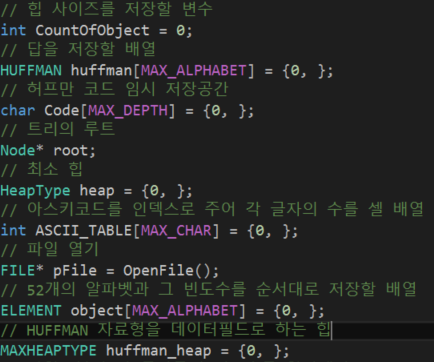 // 힙 사이즈를 저장할 변수
int CountOfObject = 0;
// 답을 저장할 배열
HUFFMAN huffman[MAX_ALPHABET] = {0, };
// 허프만 코드 임시 저장공간
char Code[MAX_DEPTH] = {0, };
// 트리의 루트
Node* root;
// 최소 힙
HeapType heap = {0, };
// 아스키코드를 인덱스로 주어 각 글자의 수를 셀 배열
int ASCII_TABLE[MAX_CHAR] = {0, };
// 파일 열기
FILE* pFile = OpenFile();
// 52개의 알파벳과 그 빈도수를 순서대로 저장할 배열
ELEMENT object[MAX_ALPHABET] = {0, };
// HUFFMAN 자료형을 데이터필드로 하는 힙
MAXHEAPTYPE huffman_heap = {0, };